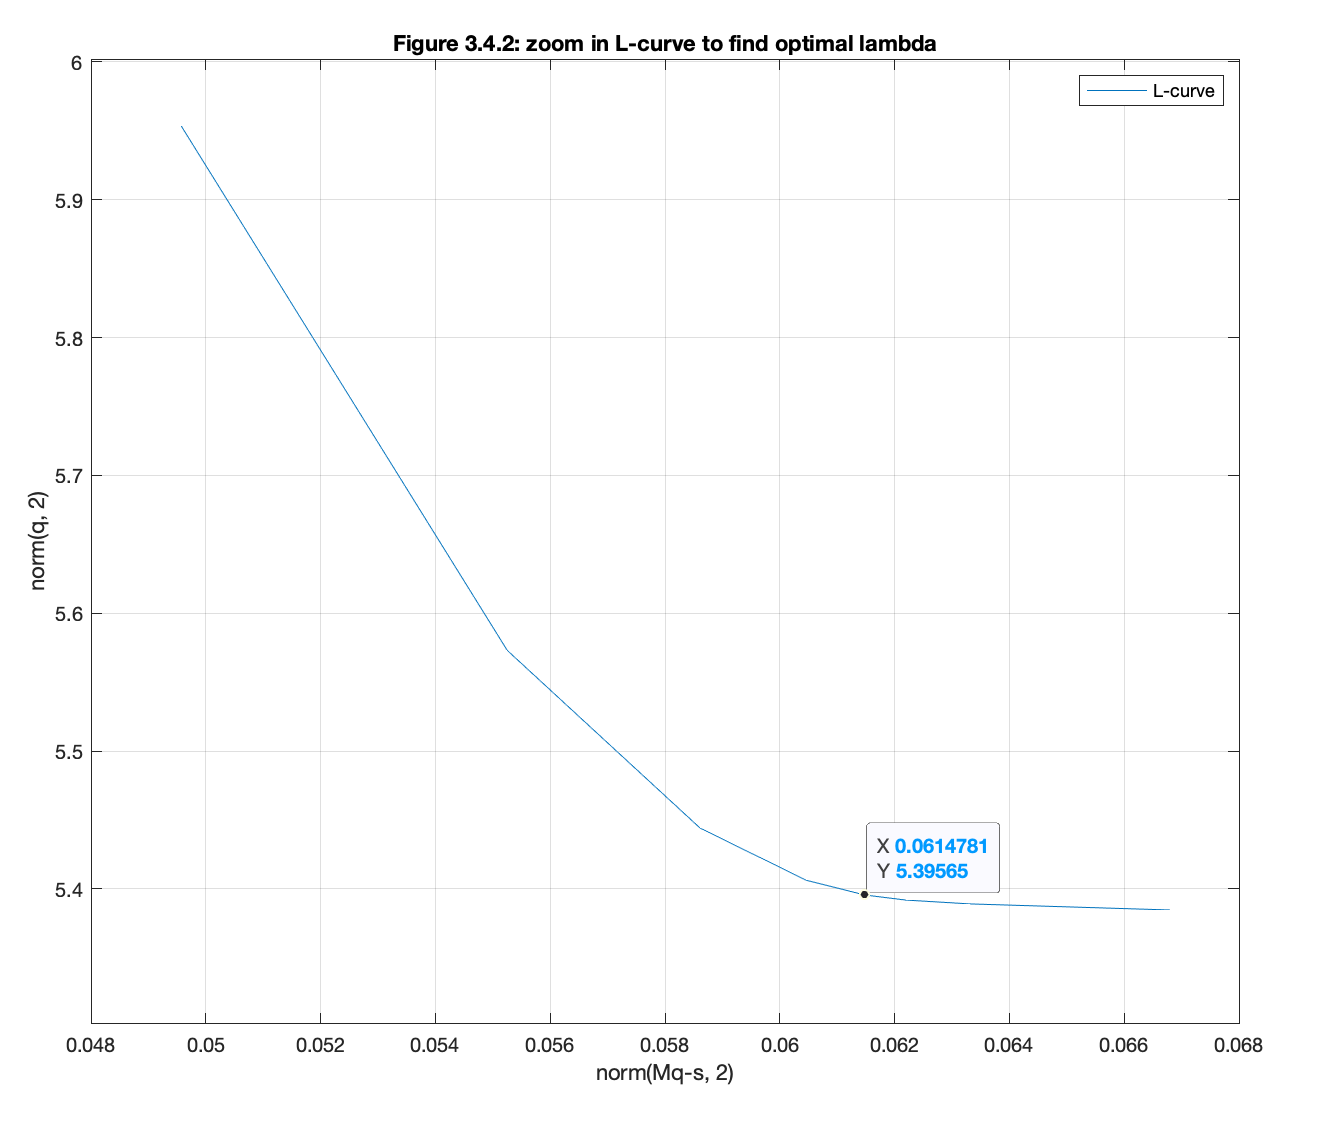 Figure 3.4.2: zoom in L-curve to find optimal lambda
L-curve
6
5.9
5.8
5.7
5.6
5.5
5.4
norm(q, 2)
X 0.0614781
Y 5.39565
0.048 0.05 0.052 0.054 0.056 0.058 0.06 0.062 0.064 0.066 0.068
norm(Mq-s, 2)